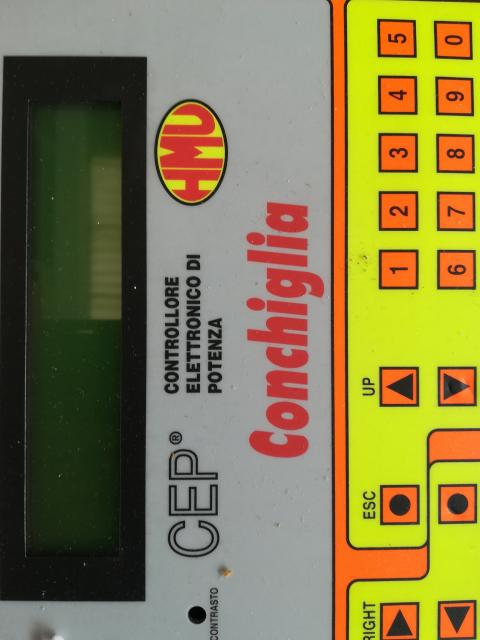 CONTRASTO
CEP®
CONTROLLORE
ELETTRONICO DI
POTENZA
HMU
Conchiglia
RIGHT
ESC
UP
1
2
3
4
5
6
7
8
9
0